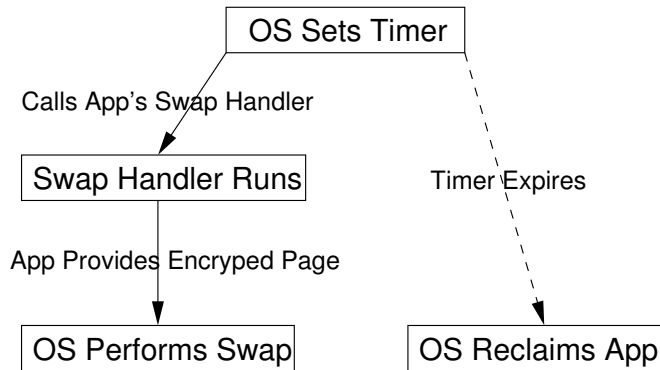 OS Sets Timer
Calls App's Swap Handler
Swap Handler Runs
Timer Expires
App Provides Encryped Page
OS Performs Swap
OS Reclaims App